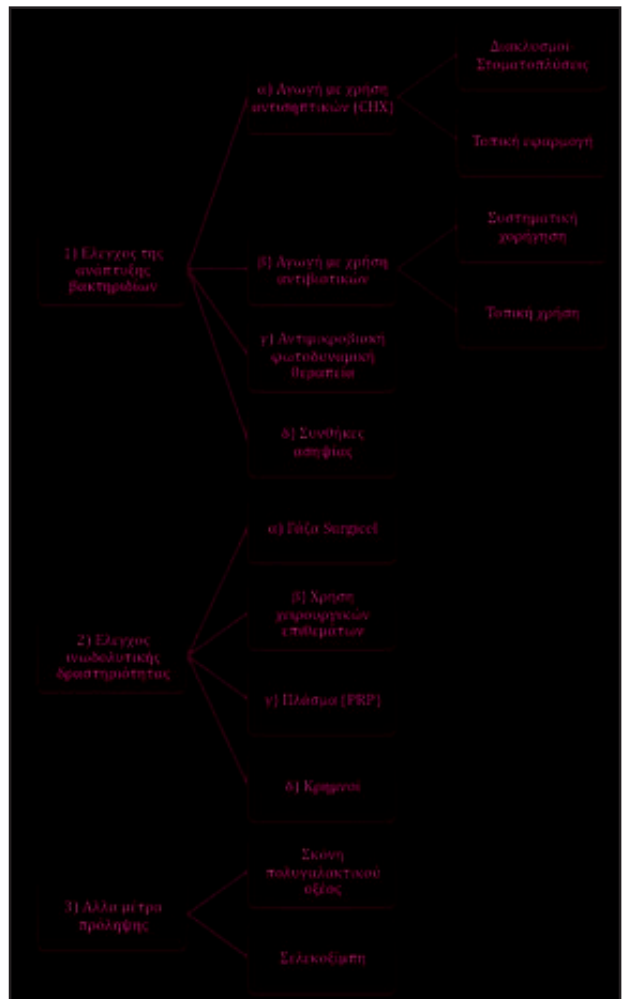 Διακλυσμοί
Στοματοπλύσεις
α) Αγωγή με χρήση
αντισηπτικών (CHX)
Τοπική εφαρμογή
Συστηματική
χορήγηση
1) Έλεγχος της
ανάπτυξης
βακτηριδίων
β) Αγωγή με χρήση
αντιβιοτικών
Τοπική χρήση
γ) Αντιμικροβιακή
φωτοδυναμική
θεραπεία
δ) Συνθήκες
ασηψίας
α) Γάζα Surgicel
β) Χρήση
χειρουργικών
επιθεμάτων
2) Έλεγχος
ινωδολυτικής
δραστηριότητας
γ) Πλάσμα (PRP)
δ) Κρημνοί
Σκόνη
πολυγαλακτικού
οξέος
3) Άλλα μέτρα
πρόληψης
Σελεκοξίμπη